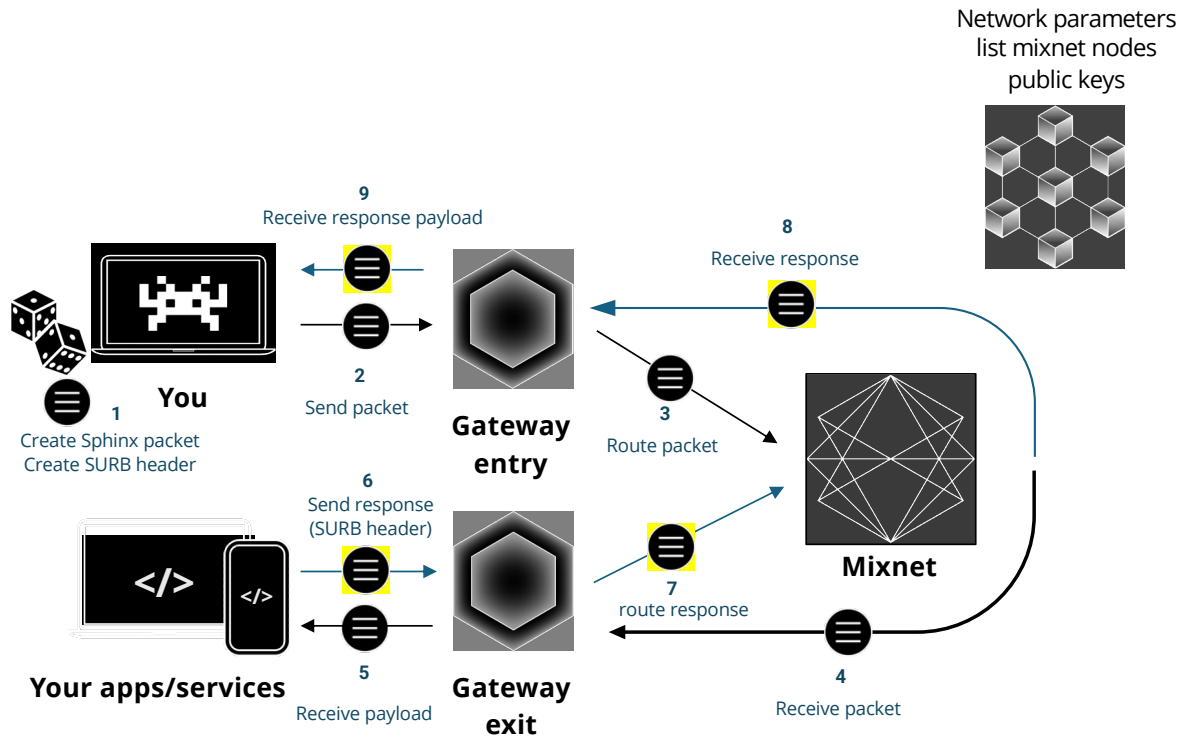 Network parameters
list mixnet nodes
public keys
9
Receive response payload
8
Receive response
1
You
2
Send packet
Create Sphinx packet
Create SURB header
Gateway
entry
3
Route packet
6
Send response
(SURB header)
</>
</>
Mixnet
7
route response
Your apps/services
5
Receive payload
Gateway
exit
4
Receive packet